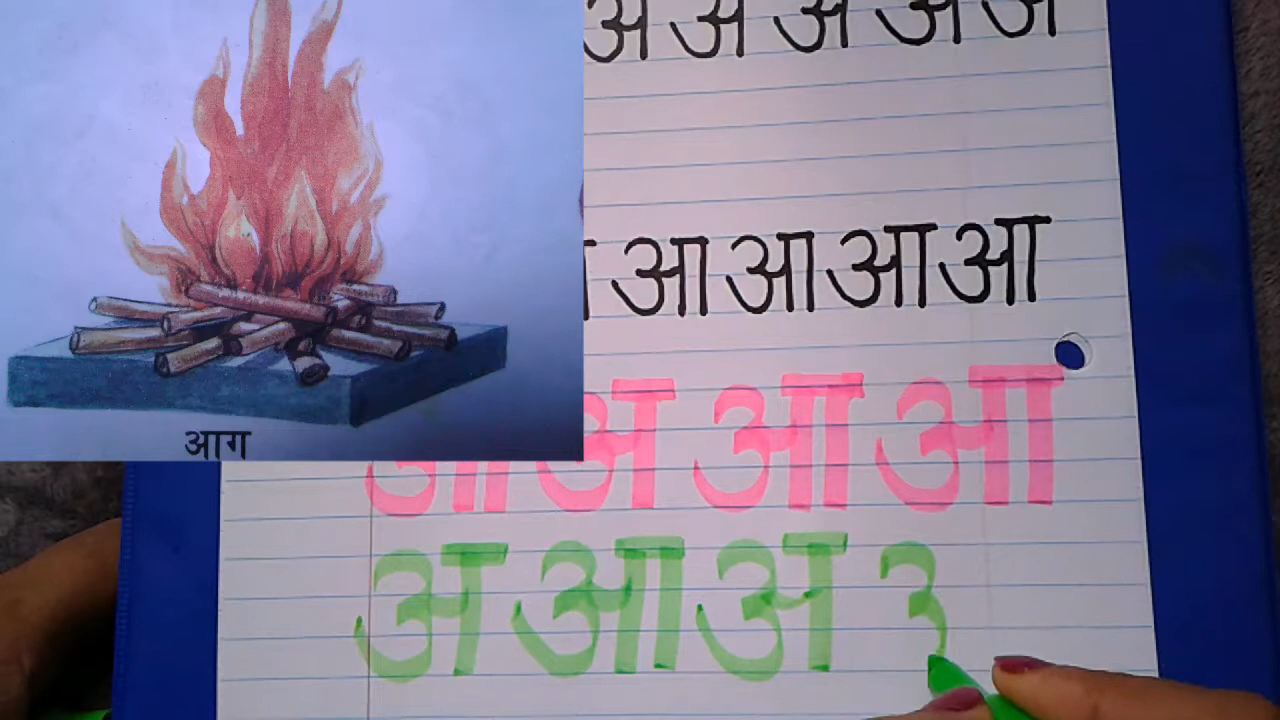 अ अ अ अ अ
आ आ आ आ
आग
आ अ आ आ
अ आ अ